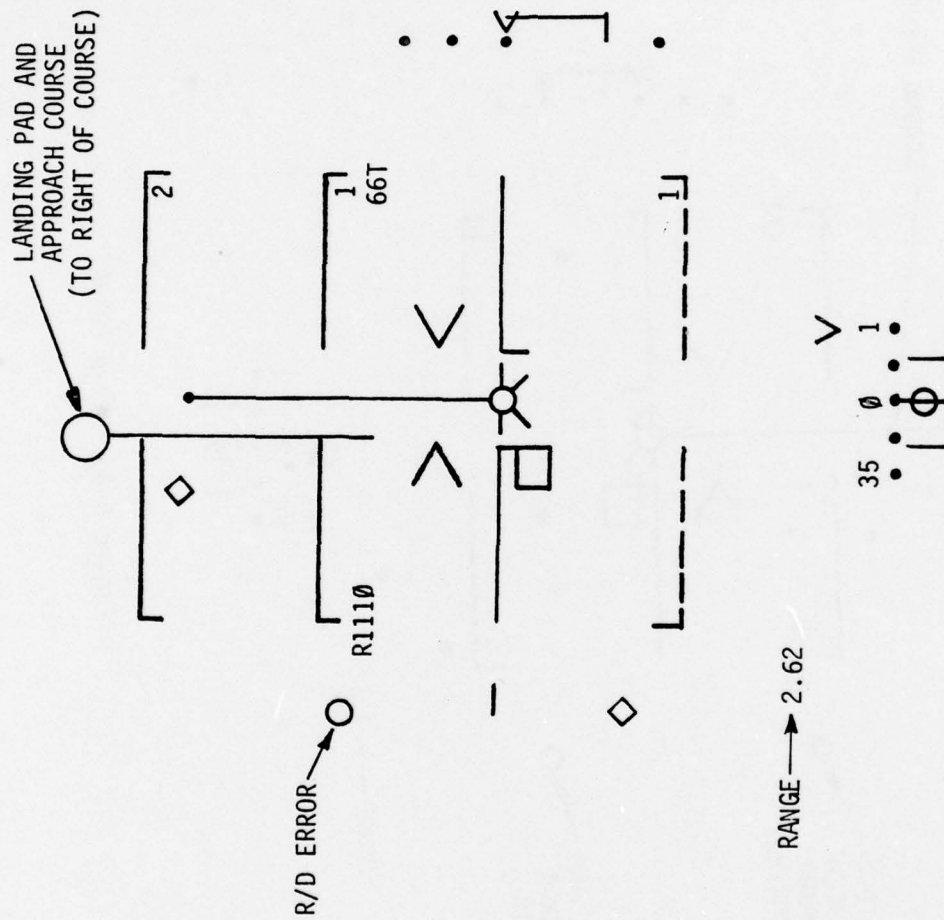 LANDING PAD AND
APPROACH COURSE
(TO RIGHT OF COURSE)
2
1
66T
R/D ERROR
R111Ø
1
RANGE 2.62
35 Ø 1